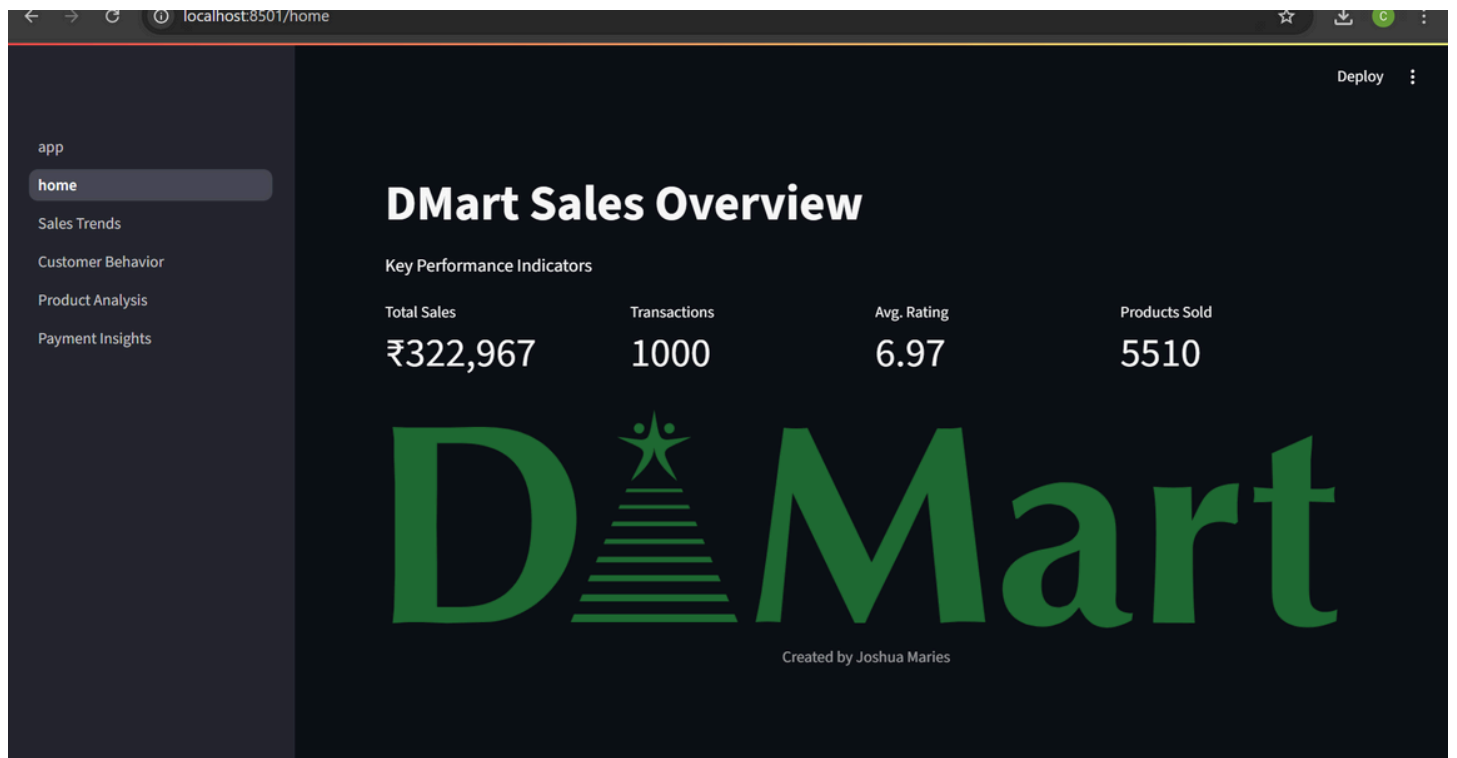 localhost:8501/home
C
Deploy
app
home
Sales Trends
Customer Behavior
Product Analysis
Payment Insights
DMart Sales Overview
Key Performance Indicators
Total Sales Transactions Avg. Rating Products Sold
₹322,967 1000 6.97 5510
D Mart
Created by Joshua Maries